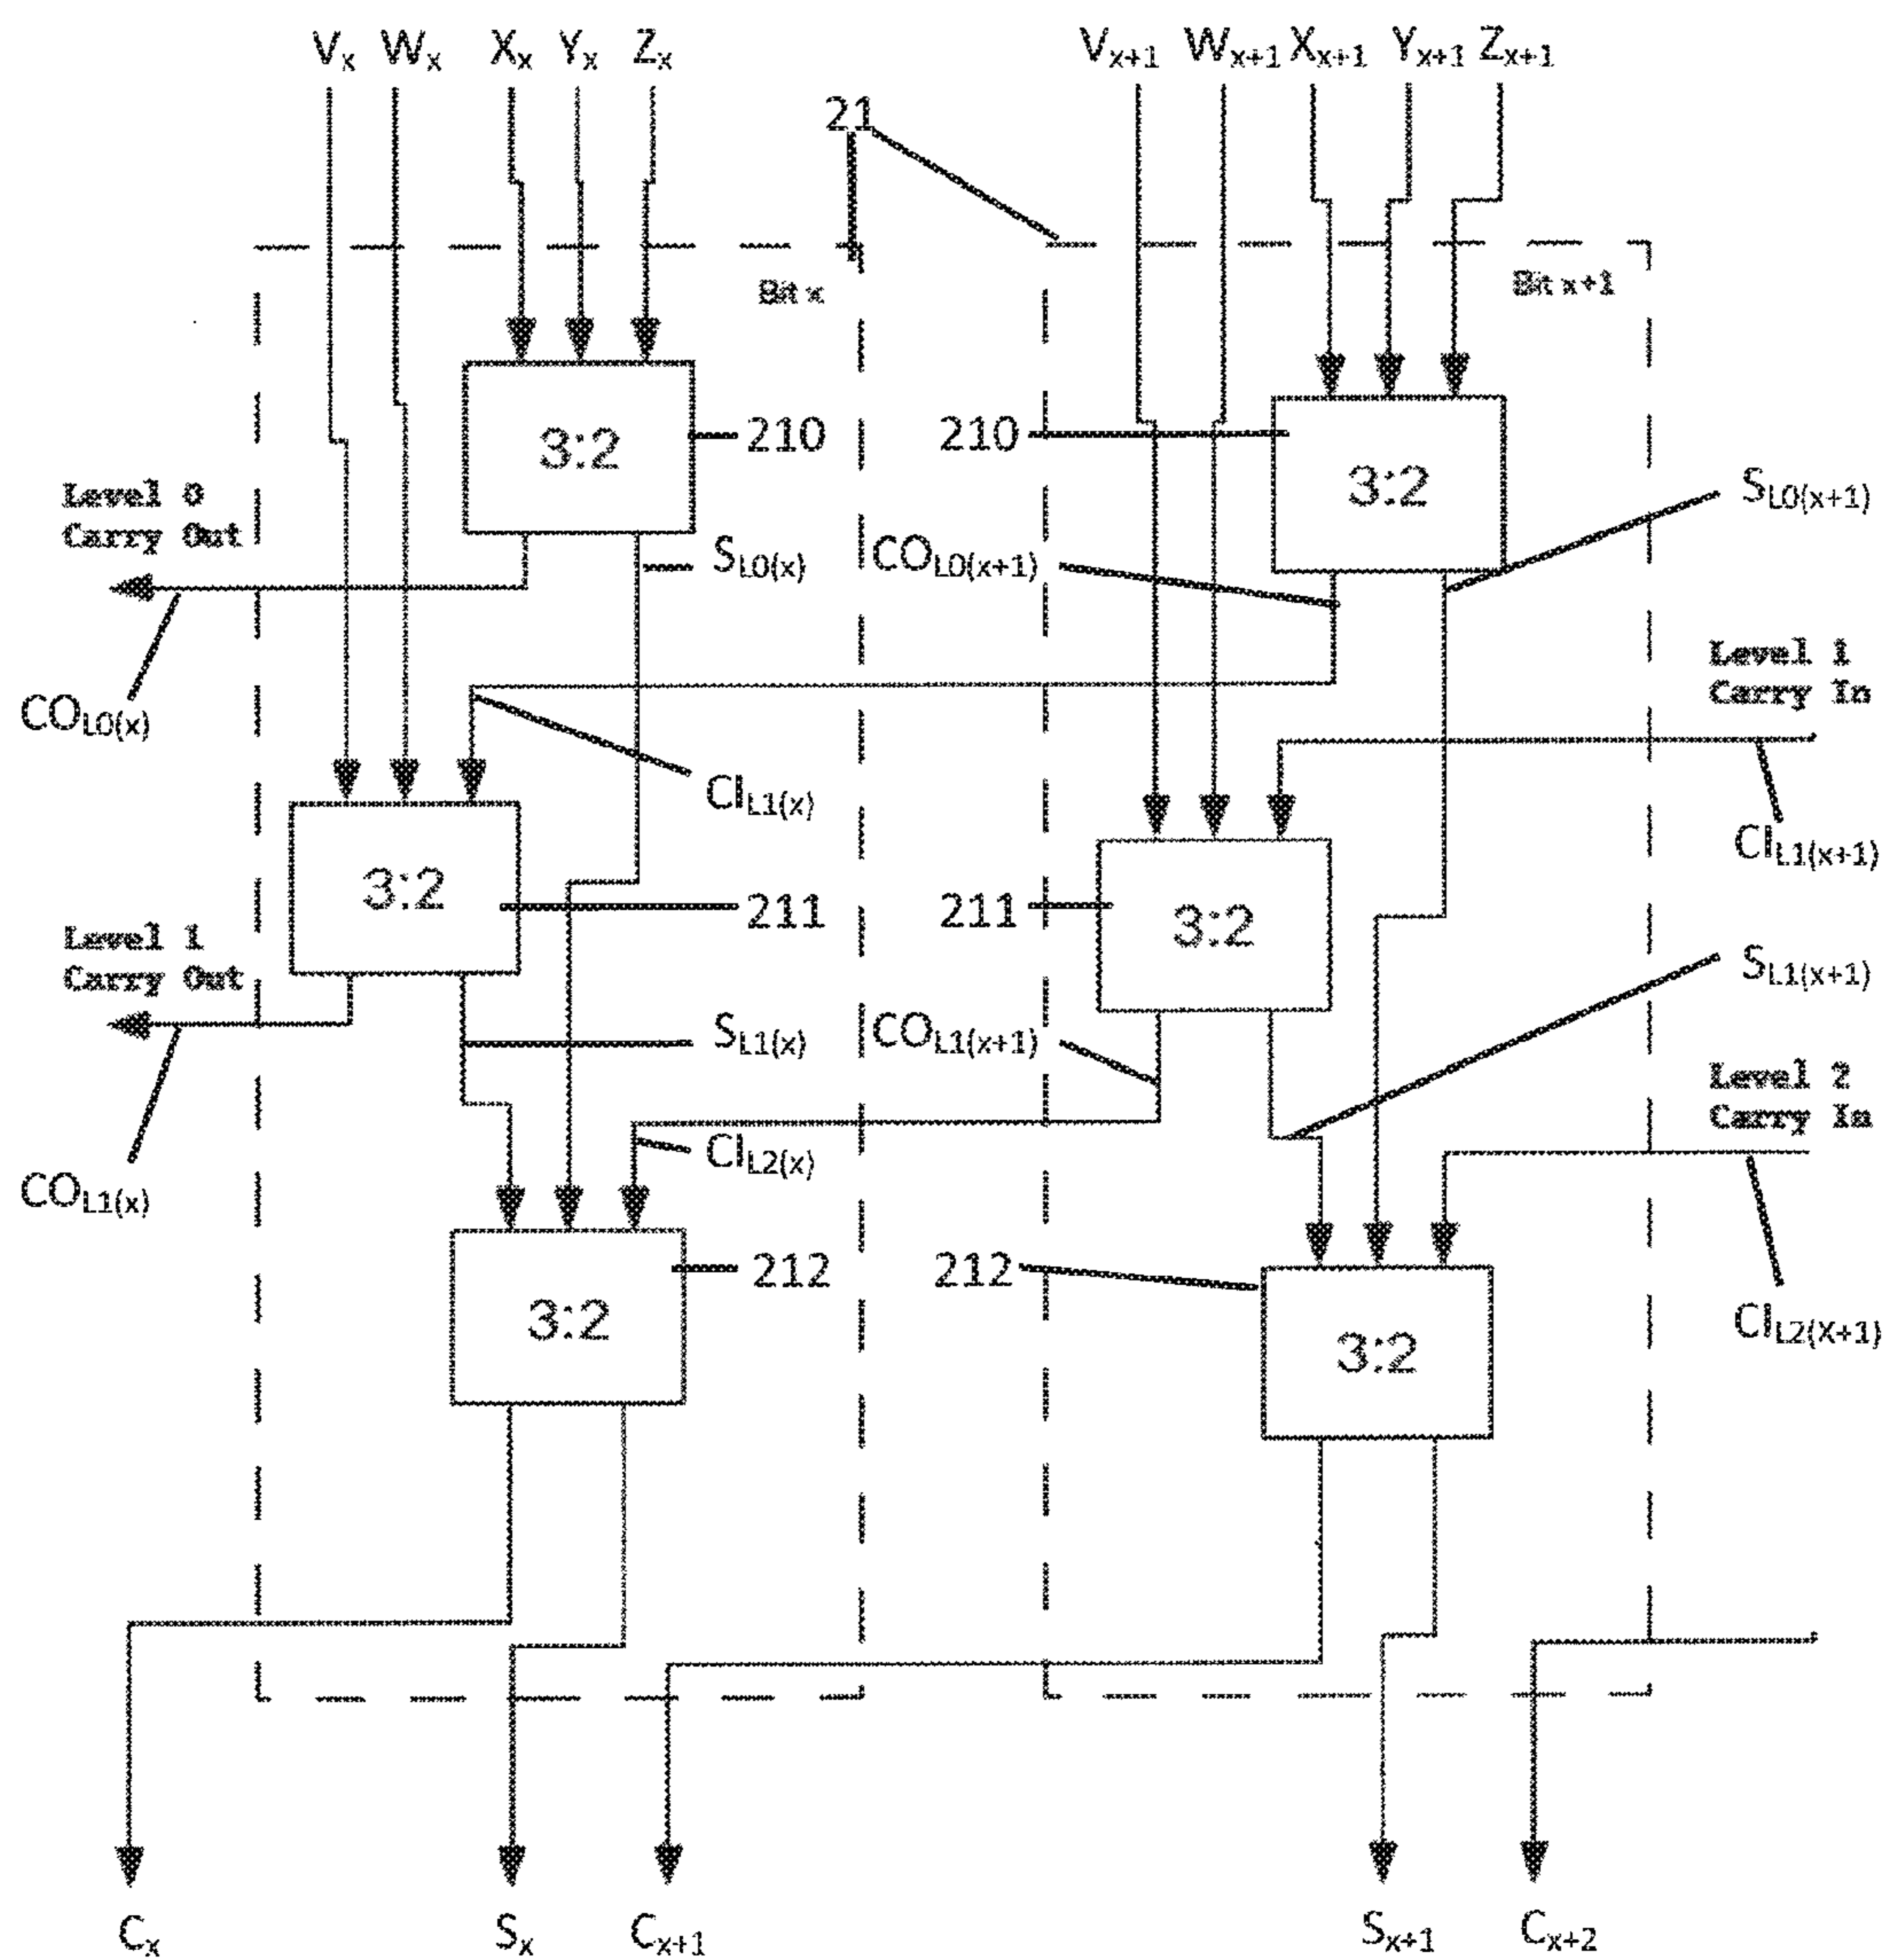 Vx Wx Xx Yx Zx Vx+1 Wx+1 Xx+1 Yx+1 Zx+1
21
Bit x
Bit x+1
3:2
210
210
3:2
SL0(x+1)
Level 0
Carry Out
SL0(x)
COL0(x+1)
COL0(x)
Level 1
Carry In
CIL1(x)
CIL1(x+1)
3:2
211
211
3:2
Level 1
Carry Out
SL1(x+1)
SL1(x)
COL1(x+1)
Level 2
Carry In
CIL2(x)
COL1(x)
212
212
3:2
3:2
CIL2(X+1)
Cx Sx Cx+1 Sx+1 Cx+2